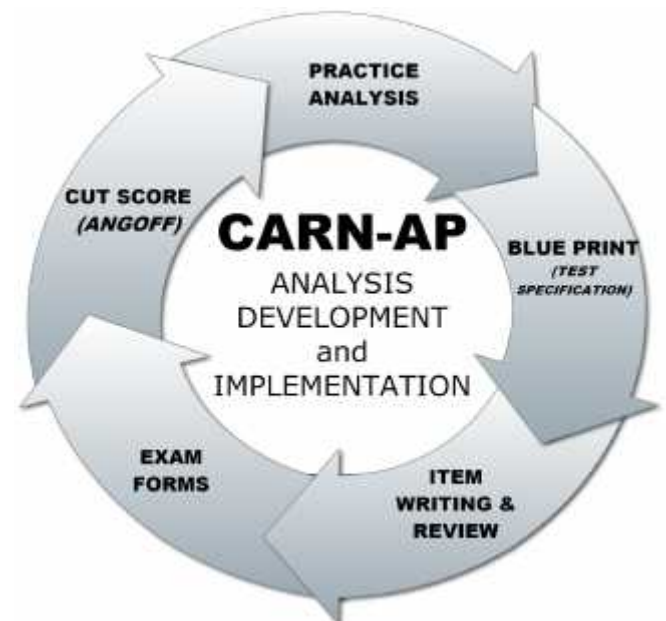 PRACTICE
ANALYSIS
CUT SCORE
(ANGOFF)
CARN-AP
ANALYSIS
DEVELOPMENT
and
IMPLEMENTATION
BLUE PRINT
(TEST
SPECIFICATION)
EXAM
FORMS
ITEM
WRITING &
REVIEW